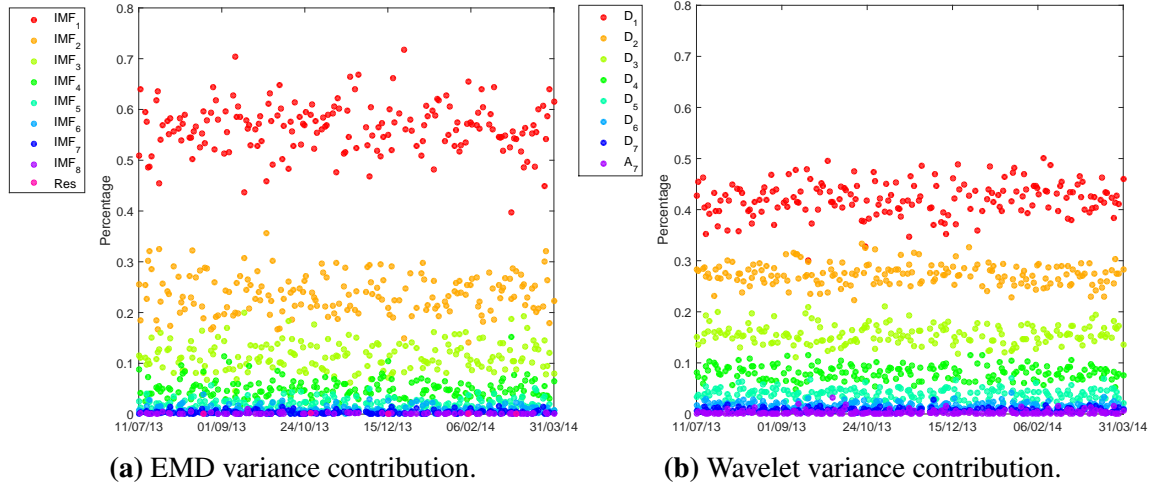 IMF1
IMF2
IMF3
IMF4
IMF5
IMF6
IMF7
IMF8
Res
Percentage
0.8
0.7
0.6
0.5
0.4
0.3
0.2
0.1
0
11/07/13 01/09/13 24/10/13 15/12/13 06/02/14 31/03/14
(a) EMD variance contribution.
D1
D2
D3
D4
D5
D6
D7
A7
Percentage
0.8
0.7
0.6
0.5
0.4
0.3
0.2
0.1
0
11/07/13 01/09/13 24/10/13 15/12/13 06/02/14 31/03/14
(b) Wavelet variance contribution.